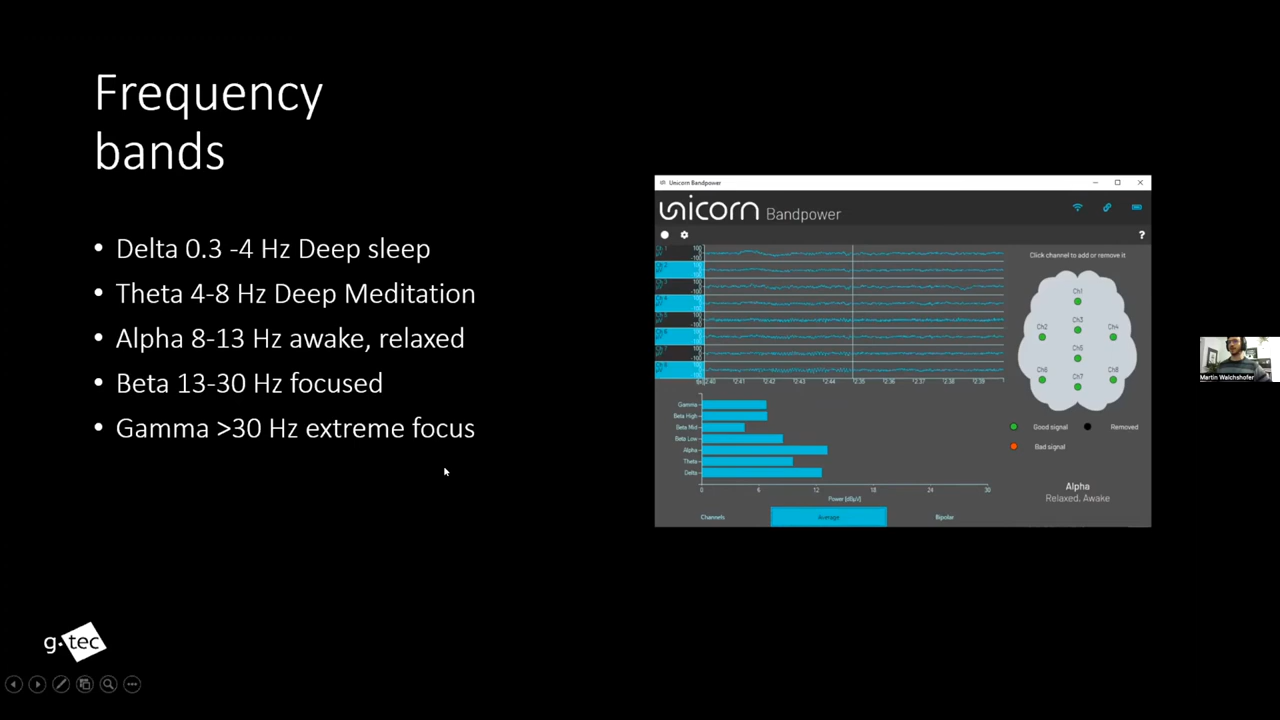 Frequency
bands
• Delta 0.3 -4 Hz Deep sleep
• Theta 4-8 Hz Deep Meditation
• Alpha 8-13 Hz awake, relaxed
• Beta 13-30 Hz focused
• Gamma >30 Hz extreme focus
g.tec
Unicorn Bandpower
unicorn Bandpower
?
Click channel to add or remove it
Ch1
Ch2
Ch3
Ch4
Ch5
Ch6
Ch7
Ch8
Good signal
Removed
Bad signal
Alpha
Relaxed, Awake
Gamma
Beta High
Beta Mid
Beta Low
Alpha
Theta
Delta
0 6 12 18 24 30
Power [dBµV]
Channels
Average
Bipolar
Martin Walchshofer